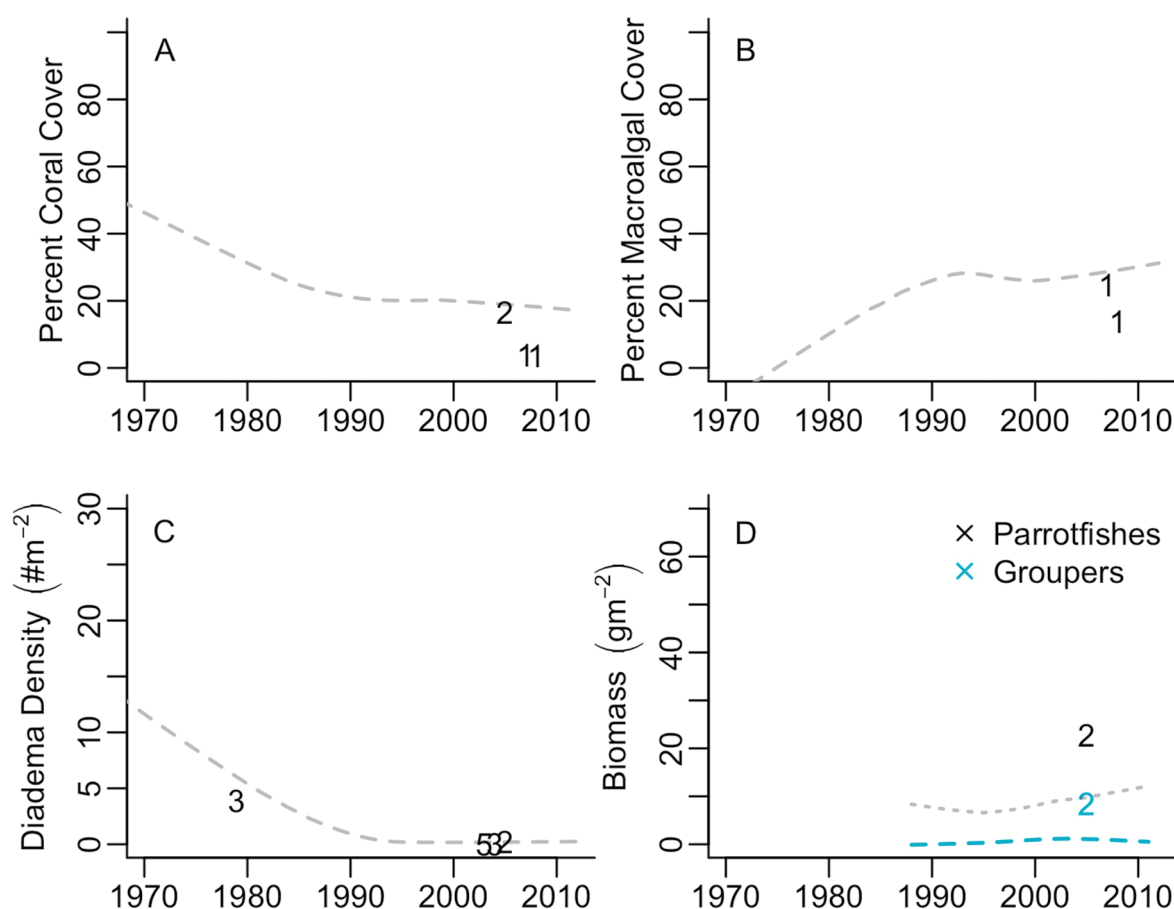 A
Percent Coral Cover
0 20 40 60 80
2
11
1970 1980 1990 2000 2010
B
Percent Macroalgal Cover
0 20 40 60 80
1
1
1970 1980 1990 2000 2010
C
Diadema Density (#m⁻²)
0 5 10 20 30
3
532
1970 1980 1990 2000 2010
D
Biomass (gm⁻²)
0 20 40 60
× Parrotfishes
× Groupers
2
2
1970 1980 1990 2000 2010